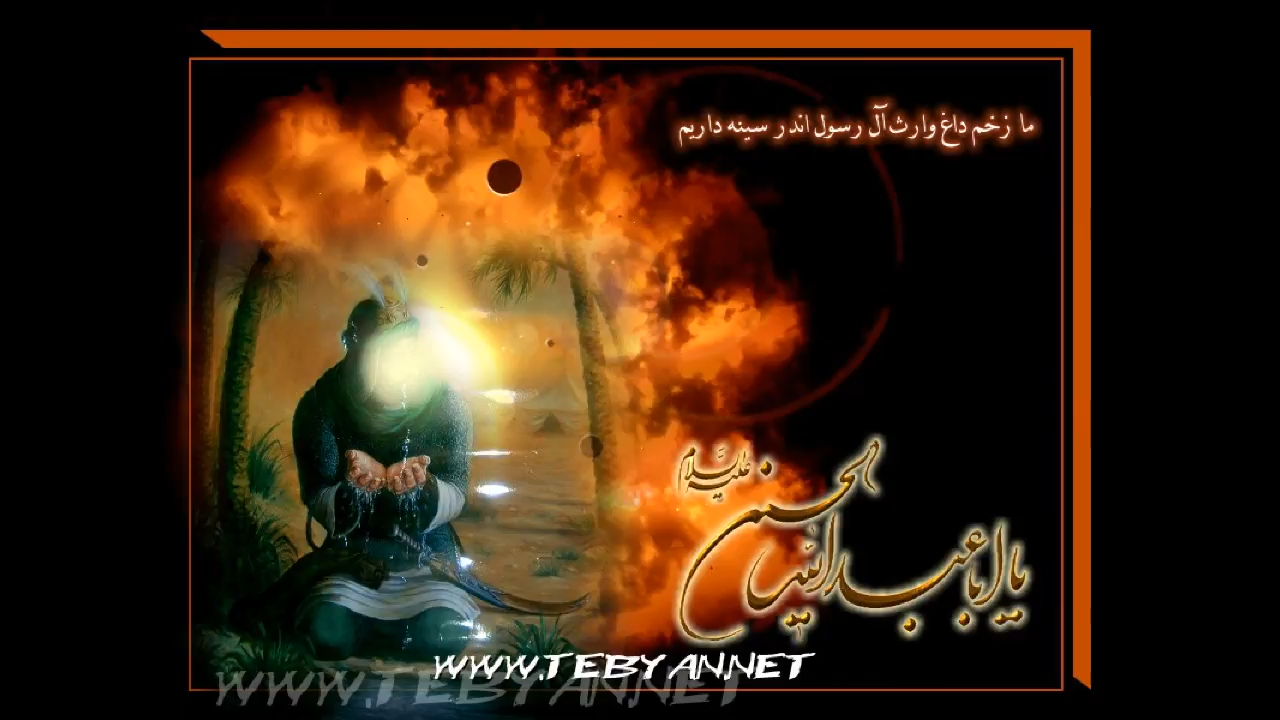 ما زخم داغ وارث آل رسول اندر سینه داریم
یا اباعبدالله الحسین
علیه السلام
WWW.TEBYAN.NET
WWW.TEBYAN.NET